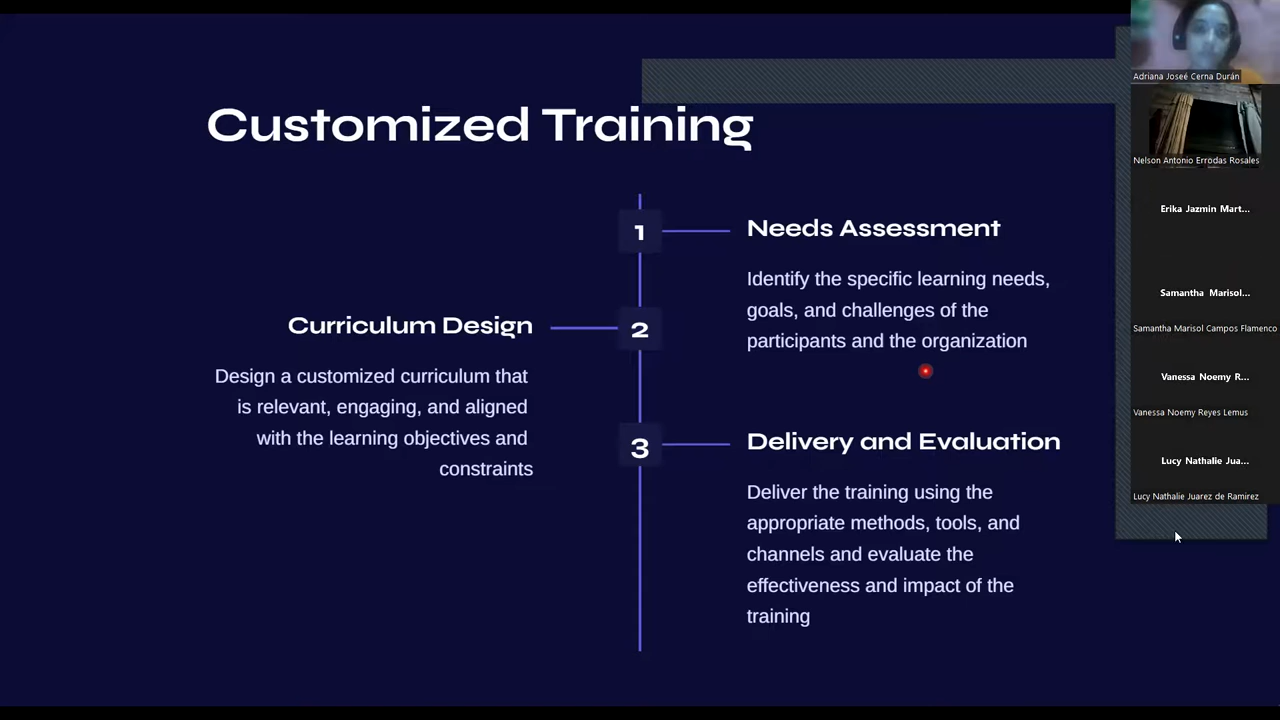 Customized Training
1
Needs Assessment
Identify the specific learning needs,
goals, and challenges of the
participants and the organization
Curriculum Design
2
Design a customized curriculum that
is relevant, engaging, and aligned
with the learning objectives and
constraints
3
Delivery and Evaluation
Deliver the training using the
appropriate methods, tools, and
channels and evaluate the
effectiveness and impact of the
training
Adriana Joseé Cerna Durán
Nelson Antonio Errodas Rosales
Erika Jazmin Mart...
Samantha Marisol...
Samantha Marisol Campos Flamenco
Vanessa Noemy R...
Vanessa Noemy Reyes Lemus
Lucy Nathalie Jua...
Lucy Nathalie Juarez de Ramirez